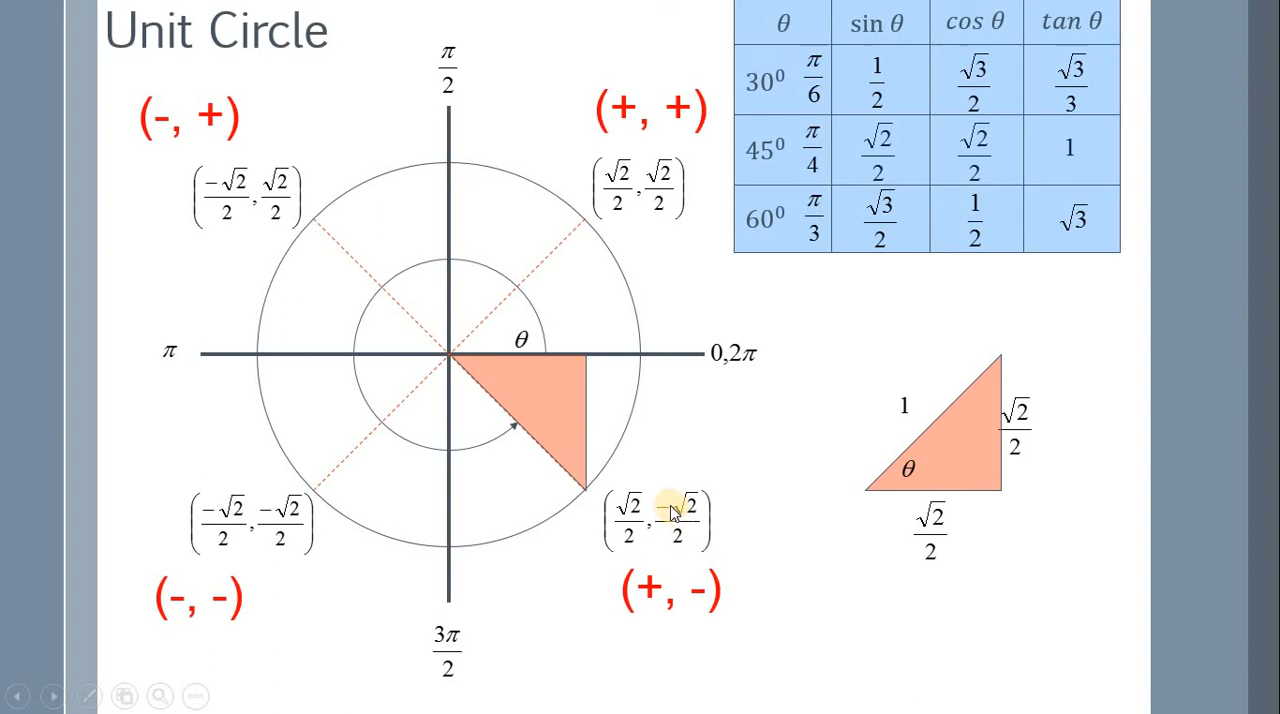 Unit Circle
π/2
(-, +)
(+, +)
(-√2/2, √2/2)
(√2/2, √2/2)
θ
π
0,2π
(-√2/2, -√2/2)
(√2/2, -√2/2)
(-, -)
(+, -)
3π/2
θ sin θ cos θ tan θ
30⁰ π/6 1/2 √3/2 √3/3
45⁰ π/4 √2/2 √2/2 1
60⁰ π/3 √3/2 1/2 √3
1
√2/2
θ
√2/2